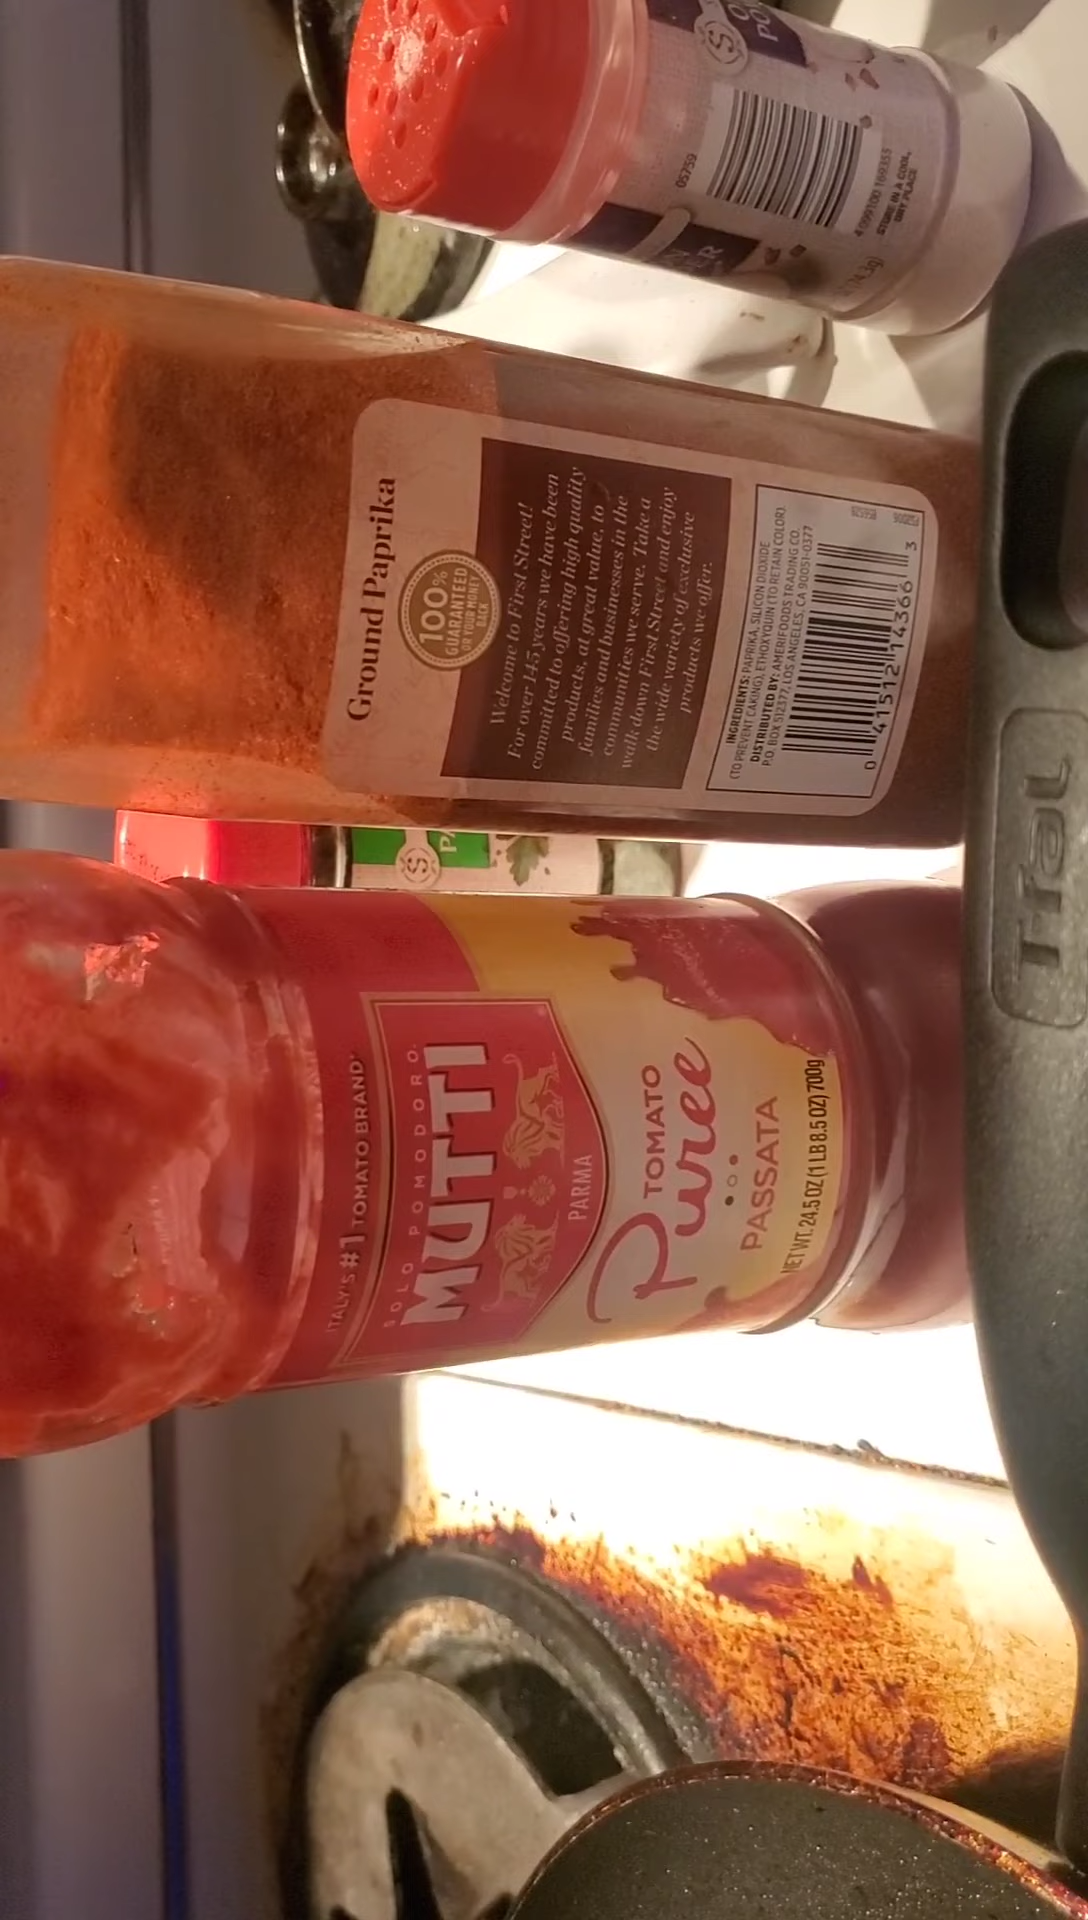 ITALY'S #1 TOMATO BRAND
SOLO POMODORO.
MUTTI
PARMA
TOMATO
Puree
PASSATA
NET WT. 24.5 OZ (1 LB 8.5 OZ) 700g
Ground Paprika
100%
GUARANTEED
OR YOUR MONEY
BACK
Welcome to First Street!
For over 145 years we have been
committed to offering high quality
products, at great value, to
families and businesses in the
communities we serve. Take a
walk down First Street and enjoy
the wide variety of exclusive
products we offer.
INGREDIENTS: PAPRIKA, SILICON DIOXIDE
(TO PREVENT CAKING), ETHOXYQUIN (TO RETAIN COLOR).
DISTRIBUTED BY: AMERIFOODS TRADING CO.
P.O. BOX 512377, LOS ANGELES, CA 90051-0377
0 41512 14366 3
05759
4 099100 169355
STORE IN A COOL,
DRY PLACE
T-fal